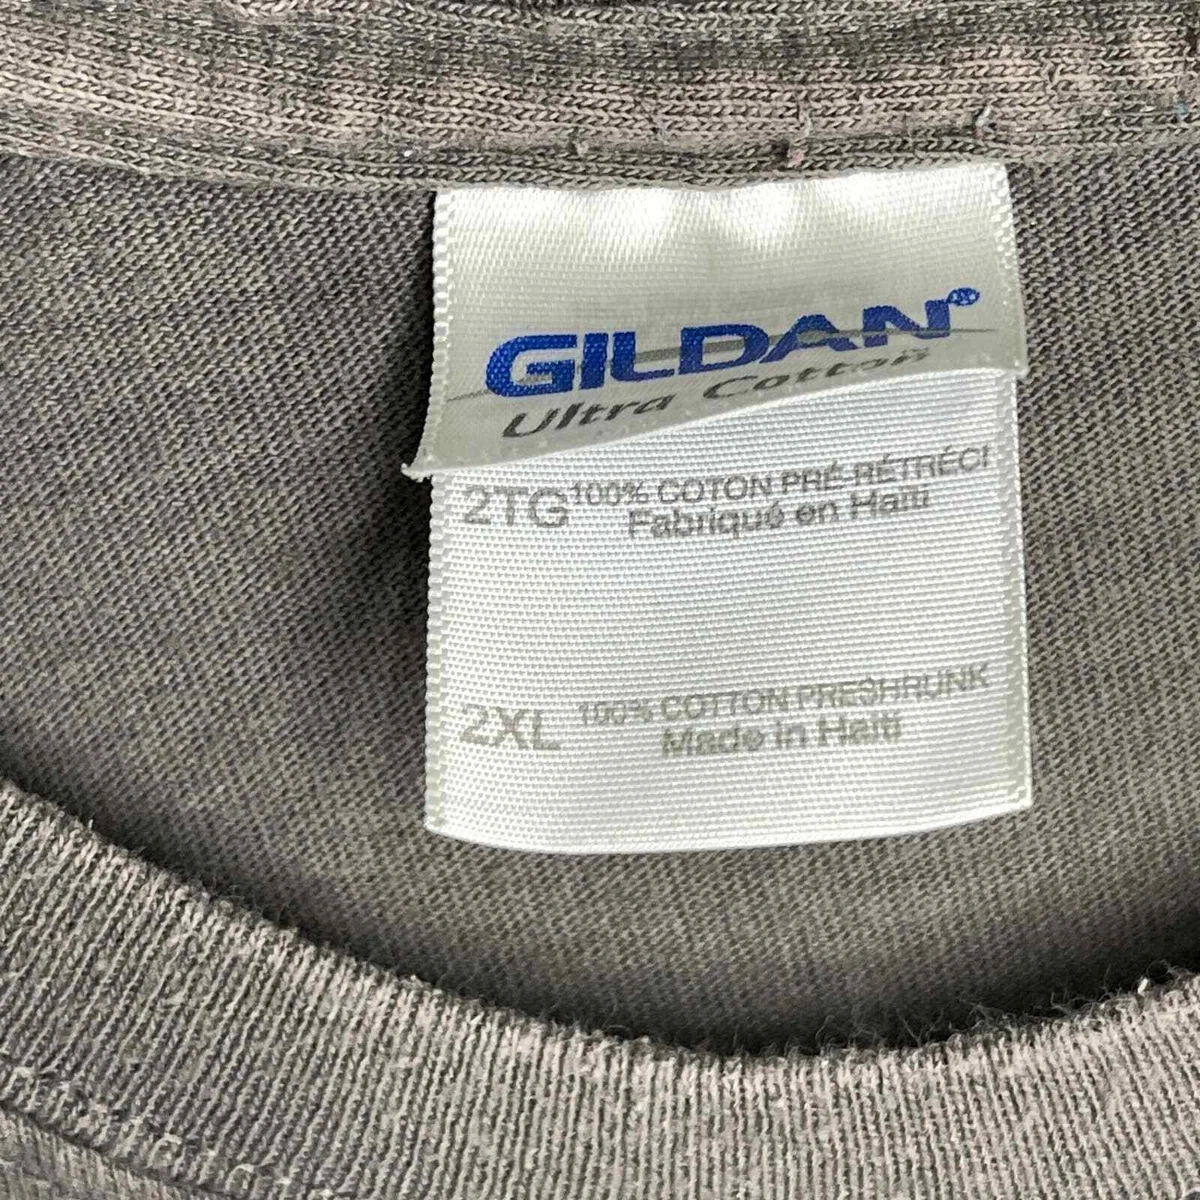 GILDAN®
Ultra Cotton
2TG 100% COTON PRÉ-RÉTRÉCI
Fabriqué en Haïti
2XL 100% COTTON PRESHRUNK
Made in Haiti